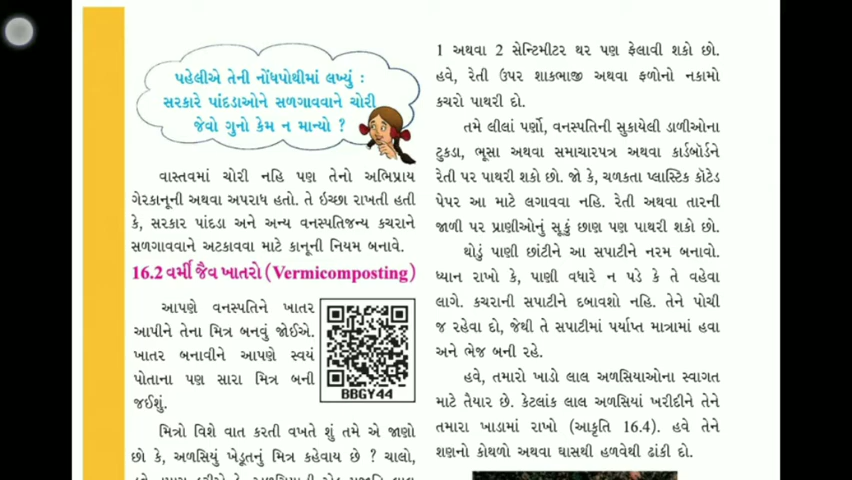 પહેલીએ તેની નોંધપોથીમાં લખ્યું :
સરકારે પાંદડાઓને સળગાવવાને ચોરી
જેવો ગુનો કેમ ન માન્યો ?
વાસ્તવમાં ચોરી નહિ પણ તેનો અભિપ્રાય
ગેરકાનૂની અથવા અપરાધ હતો. તે ઇચ્છા રાખતી હતી
કે, સરકાર પાંદડા અને અન્ય વનસ્પતિજન્ય કચરાને
સળગાવવાને અટકાવવા માટે કાનૂની નિયમ બનાવે.
16.2 વર્મી જૈવ ખાતરો (Vermicomposting)
આપણે વનસ્પતિને ખાતર
આપીને તેના મિત્ર બનવું જોઈએ.
ખાતર બનાવીને આપણે સ્વયં
પોતાના પણ સારા મિત્ર બની
જઈશું.
BBGY44
મિત્રો વિશે વાત કરતી વખતે શું તમે એ જાણો
છો કે, અળસિયું ખેડૂતનું મિત્ર કહેવાય છે ? ચાલો,
1 અથવા 2 સેન્ટિમીટર થર પણ ફેલાવી શકો છો.
હવે, રેતી ઉપર શાકભાજી અથવા ફળોનો નકામો
કચરો પાથરી દો.
તમે લીલાં પર્ણો, વનસ્પતિની સુકાયેલી ડાળીઓના
ટુકડા, ભૂસા અથવા સમાચારપત્ર અથવા કાર્ડબૉર્ડને
રેતી પર પાથરી શકો છો. જો કે, ચળકતા પ્લાસ્ટિક કૉટેડ
પેપર આ માટે લગાવવા નહિ. રેતી અથવા તારની
જાળી પર પ્રાણીઓનું સૂકું છાણ પણ પાથરી શકો છો.
થોડું પાણી છાંટીને આ સપાટીને નરમ બનાવો.
ધ્યાન રાખો કે, પાણી વધારે ન પડે કે તે વહેવા
લાગે. કચરાની સપાટીને દબાવશો નહિ. તેને પોચી
જ રહેવા દો, જેથી તે સપાટીમાં પર્યાપ્ત માત્રામાં હવા
અને ભેજ બની રહે.
હવે, તમારો ખાડો લાલ અળસિયાઓના સ્વાગત
માટે તૈયાર છે. કેટલાંક લાલ અળસિયાં ખરીદીને તેને
તમારા ખાડામાં રાખો (આકૃતિ 16.4). હવે તેને
શણનો કોથળો અથવા ઘાસથી હળવેથી ઢાંકી દો.